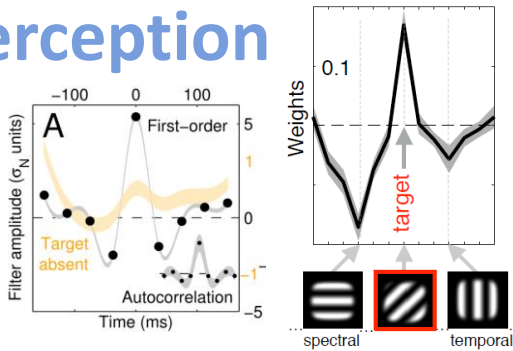 erception
-100 0 100
A
First-order
5
1
0
-1
-5
Filter amplitude (σN units)
Target
absent
Autocorrelation
Time (ms)
0.1
Weights
target
spectral
temporal